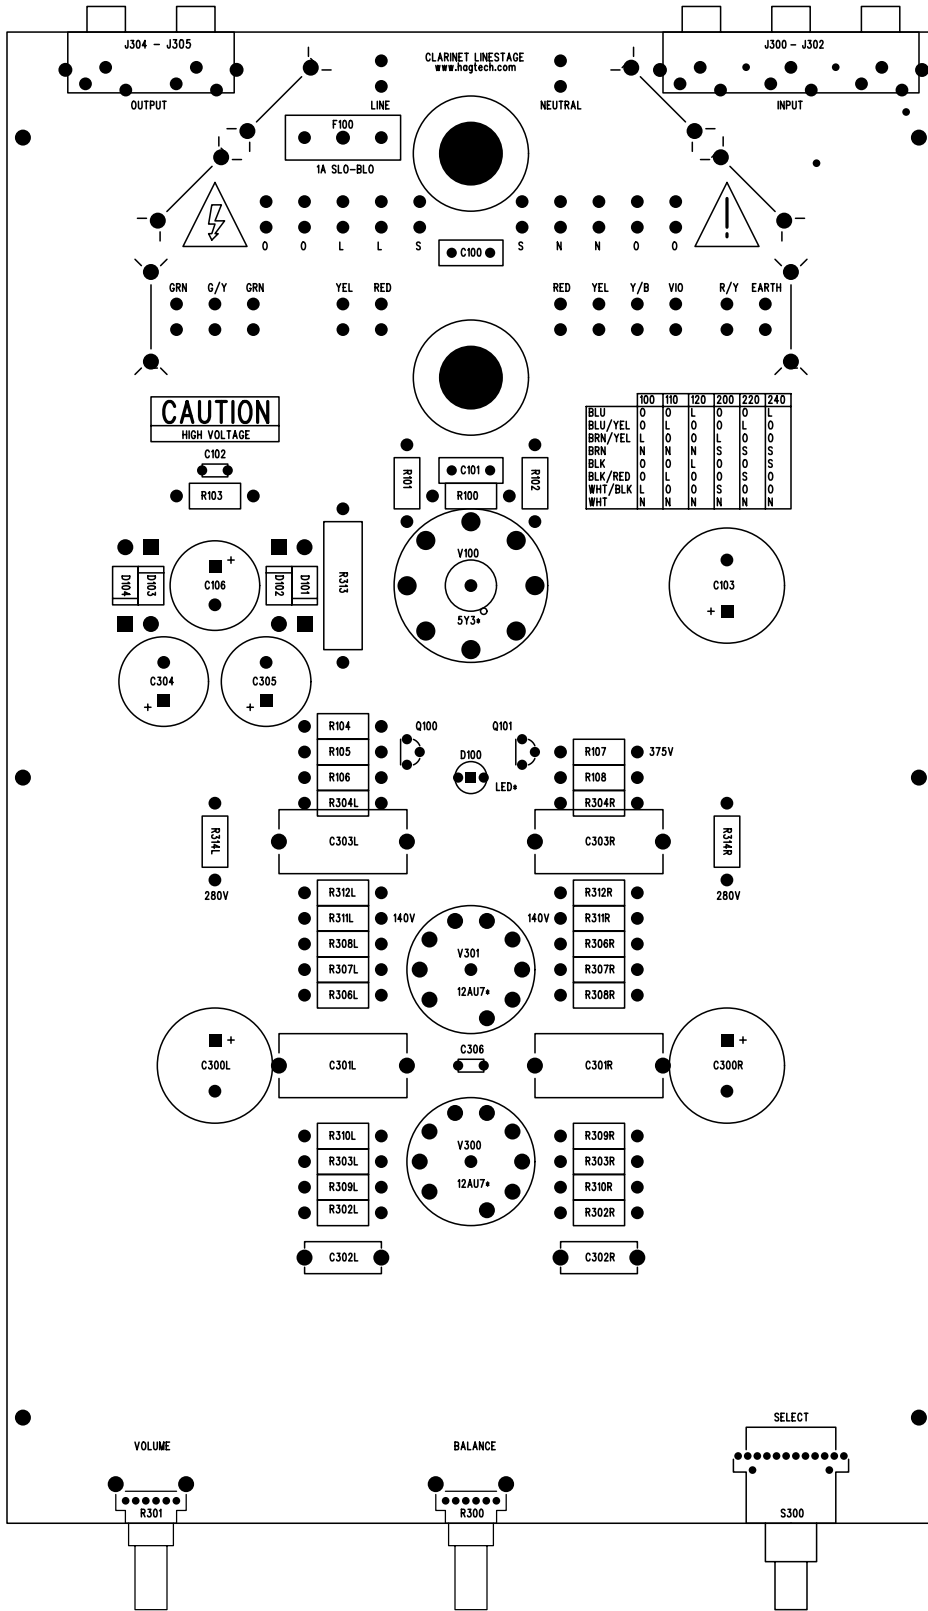 J304 - J305
CLARINET LINESTAGE
www.hagtech.com
J300 - J302
OUTPUT
LINE
NEUTRAL
INPUT
F100
1A SLO-BLO
O O L L S
S N N O O
C100
GRN G/Y GRN YEL RED
RED YEL Y/B VIO R/Y EARTH
CAUTION
HIGH VOLTAGE
100 110 120 200 220 240
BLU O O L O O L
BLU/YEL O L O O L O
BRN/YEL L O O L O O
BRN N N N S S S
BLK O O L O O S
BLK/RED O L O O S O
WHT/BLK L O O S O O
WHT N N N N N N
C102
R103
R101
C101
R102
R100
V100
5Y3*
D104
D103
C106
+
D102
D101
R313
C103
+
C304
+
C305
+
R104
R105
R106
R304L
Q100
Q101
D100
LED*
R107
375V
R108
R304R
R314L
280V
C303L
C303R
R314R
280V
R312L
R311L
140V
R308L
R307L
R306L
V301
12AU7*
R312R
140V
R311R
R306R
R307R
R308R
C300L
+
C301L
C306
C301R
C300R
+
R310L
R303L
R309L
R302L
V300
12AU7*
R309R
R303R
R310R
R302R
C302L
C302R
VOLUME
BALANCE
SELECT
R301
R300
S300